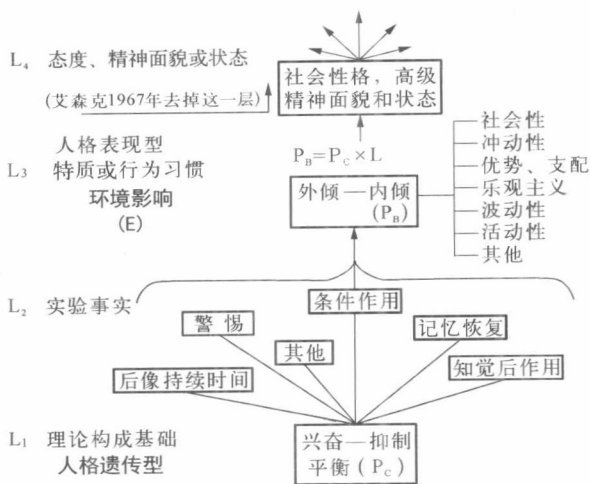 L₄ 态度、精神面貌或状态
(艾森克1967年去掉这一层)
社会性格，高级
精神面貌和状态
人格表现型
L₃ 特质或行为习惯
环境影响
(E)
P_B=P_C×L
外倾—内倾
(P_B)
社会性
冲动性
优势、支配
乐观主义
波动性
活动性
其他
L₂ 实验事实
条件作用
警惕
记忆恢复
其他
后像持续时间
知觉后作用
L₁ 理论构成基础
人格遗传型
兴奋—抑制
平衡(P_C)